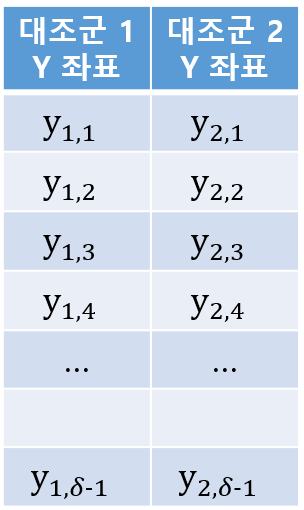 대조군 1 대조군 2
Y 좌표 Y 좌표
y₁,₁ y₂,₁
y₁,₂ y₂,₂
y₁,₃ y₂,₃
y₁,₄ y₂,₄
... ...
y₁,δ-1 y₂,δ-1